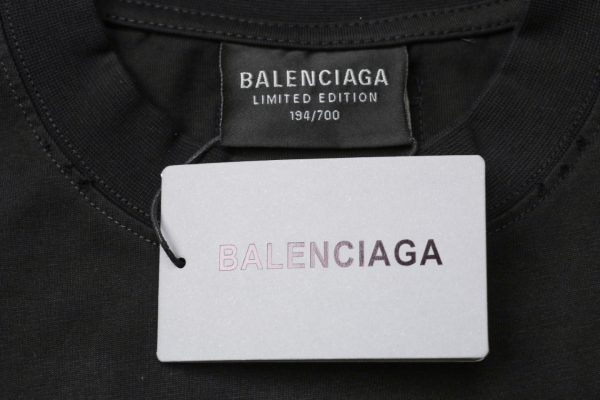 BALENCIAGA
LIMITED EDITION
194/700
BALENCIAGA